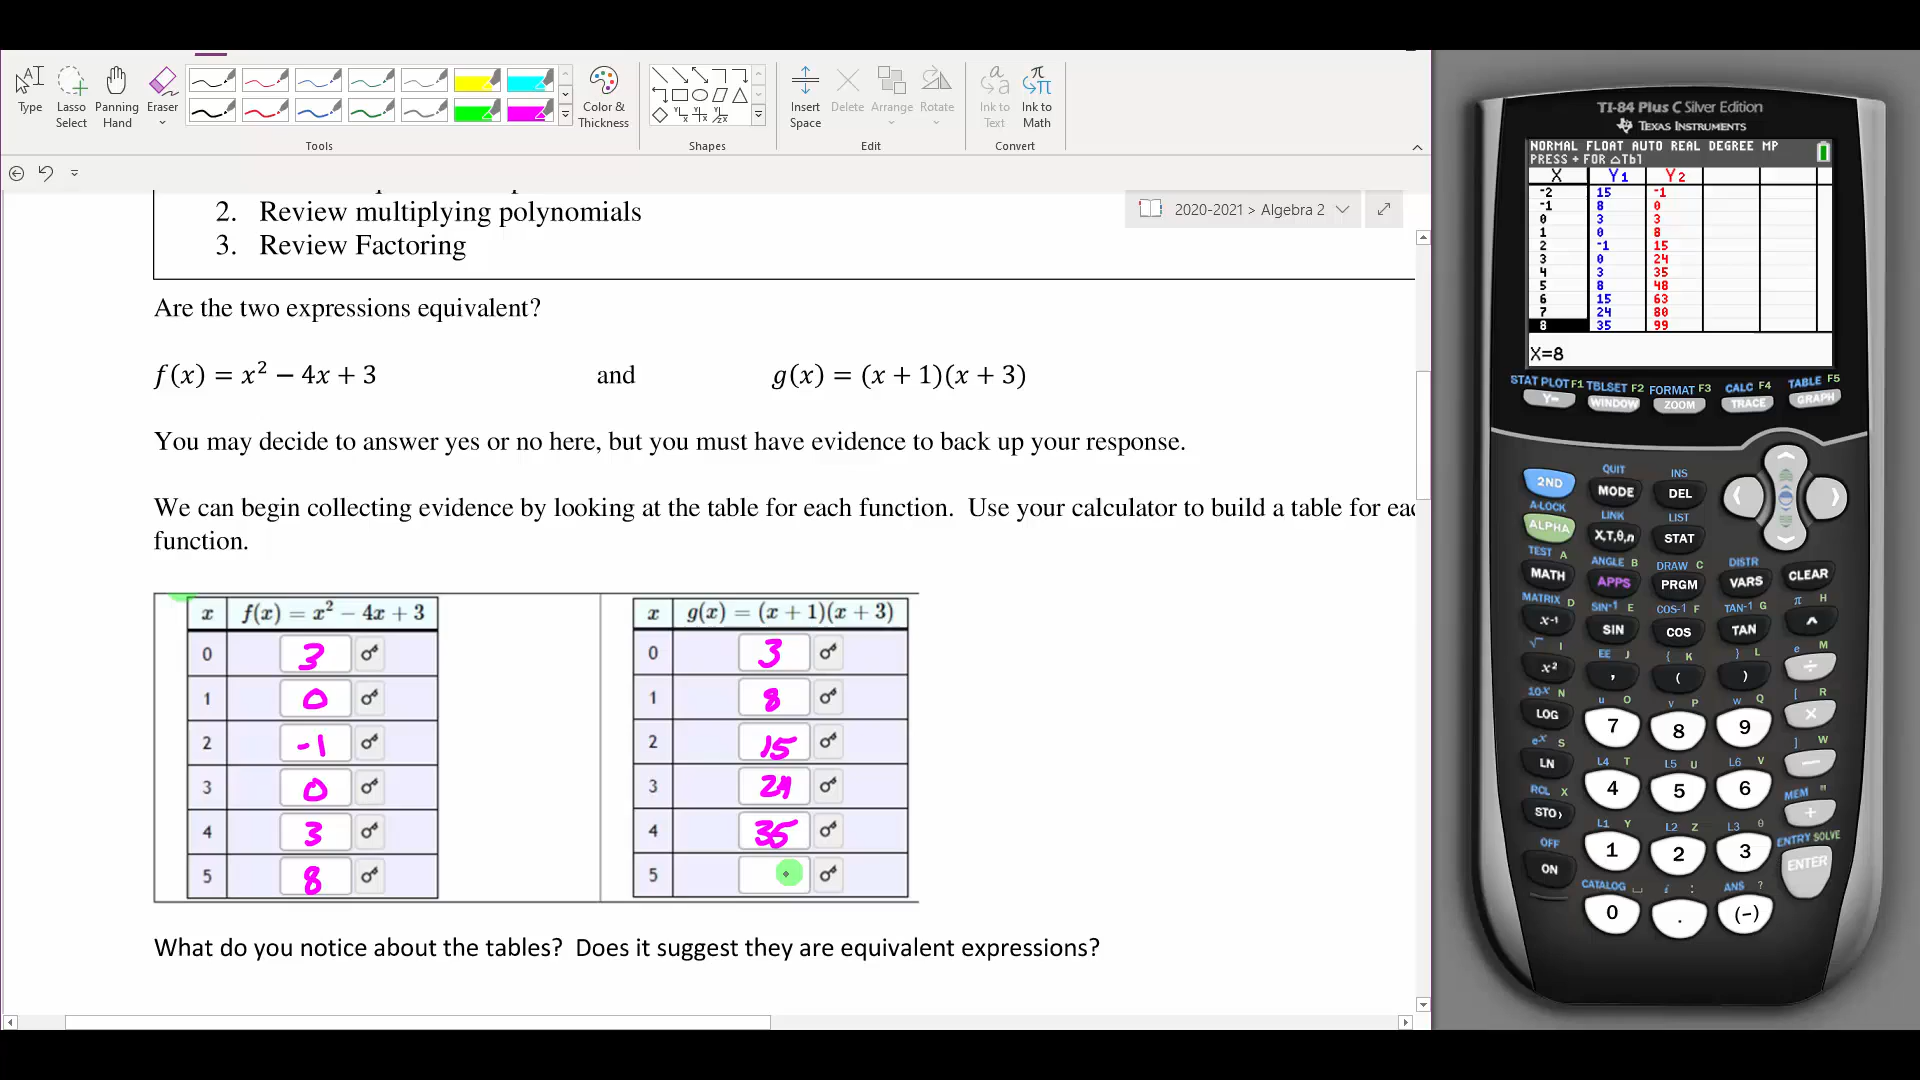 Type
Lasso Select
Panning Hand
Eraser
Color & Thickness
Insert Space
Delete
Arrange
Rotate
Ink to Text
Ink to Math
Tools
Shapes
Edit
Convert
2020-2021 > Algebra 2
2. Review multiplying polynomials
3. Review Factoring
Are the two expressions equivalent?
f(x) = x² − 4x + 3 and g(x) = (x + 1)(x + 3)
You may decide to answer yes or no here, but you must have evidence to back up your response.
We can begin collecting evidence by looking at the table for each function. Use your calculator to build a table for
function.
x f(x) = x² − 4x + 3
0 3
1 0
2 -1
3 0
4 3
5 8
x g(x) = (x + 1)(x + 3)
0 3
1 8
2 15
3 24
4 35
5
What do you notice about the tables? Does it suggest they are equivalent expressions?
TI-84 Plus C Silver Edition
TEXAS INSTRUMENTS
NORMAL FLOAT AUTO REAL DEGREE MP
PRESS + FOR △Tbl
X Y1 Y2
-2 15 -1
-1 8 0
0 3 3
1 0 8
2 -1 15
3 0 24
4 3 35
5 8 48
6 15 63
7 24 80
8 35 99
X=8
STAT PLOT F1 TBLSET F2 FORMAT F3 CALC F4 TABLE F5
Y= WINDOW ZOOM TRACE GRAPH
QUIT INS
2ND MODE DEL
A-LOCK LINK LIST
ALPHA X,T,θ,n STAT
TEST A ANGLE B DRAW C DISTR
MATH APPS PRGM VARS CLEAR
MATRIX D SIN⁻¹ E COS⁻¹ F TAN⁻¹ G π H
x⁻¹ SIN COS TAN ^
√ I EE J { K } L e M
x² , ( ) ÷
10ˣ N u O v P w Q [ R
LOG 7 8 9 ×
eˣ S L4 T L5 U L6 V ] W
LN 4 5 6 −
RCL X L1 Y L2 Z L3 θ MEM "
STO› 1 2 3 +
OFF CATALOG i : ANS ? ENTRY SOLVE
ON 0 . (-) ENTER